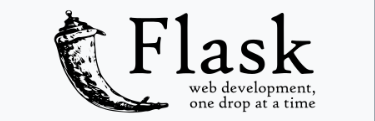 Flask
web development,
one drop at a time